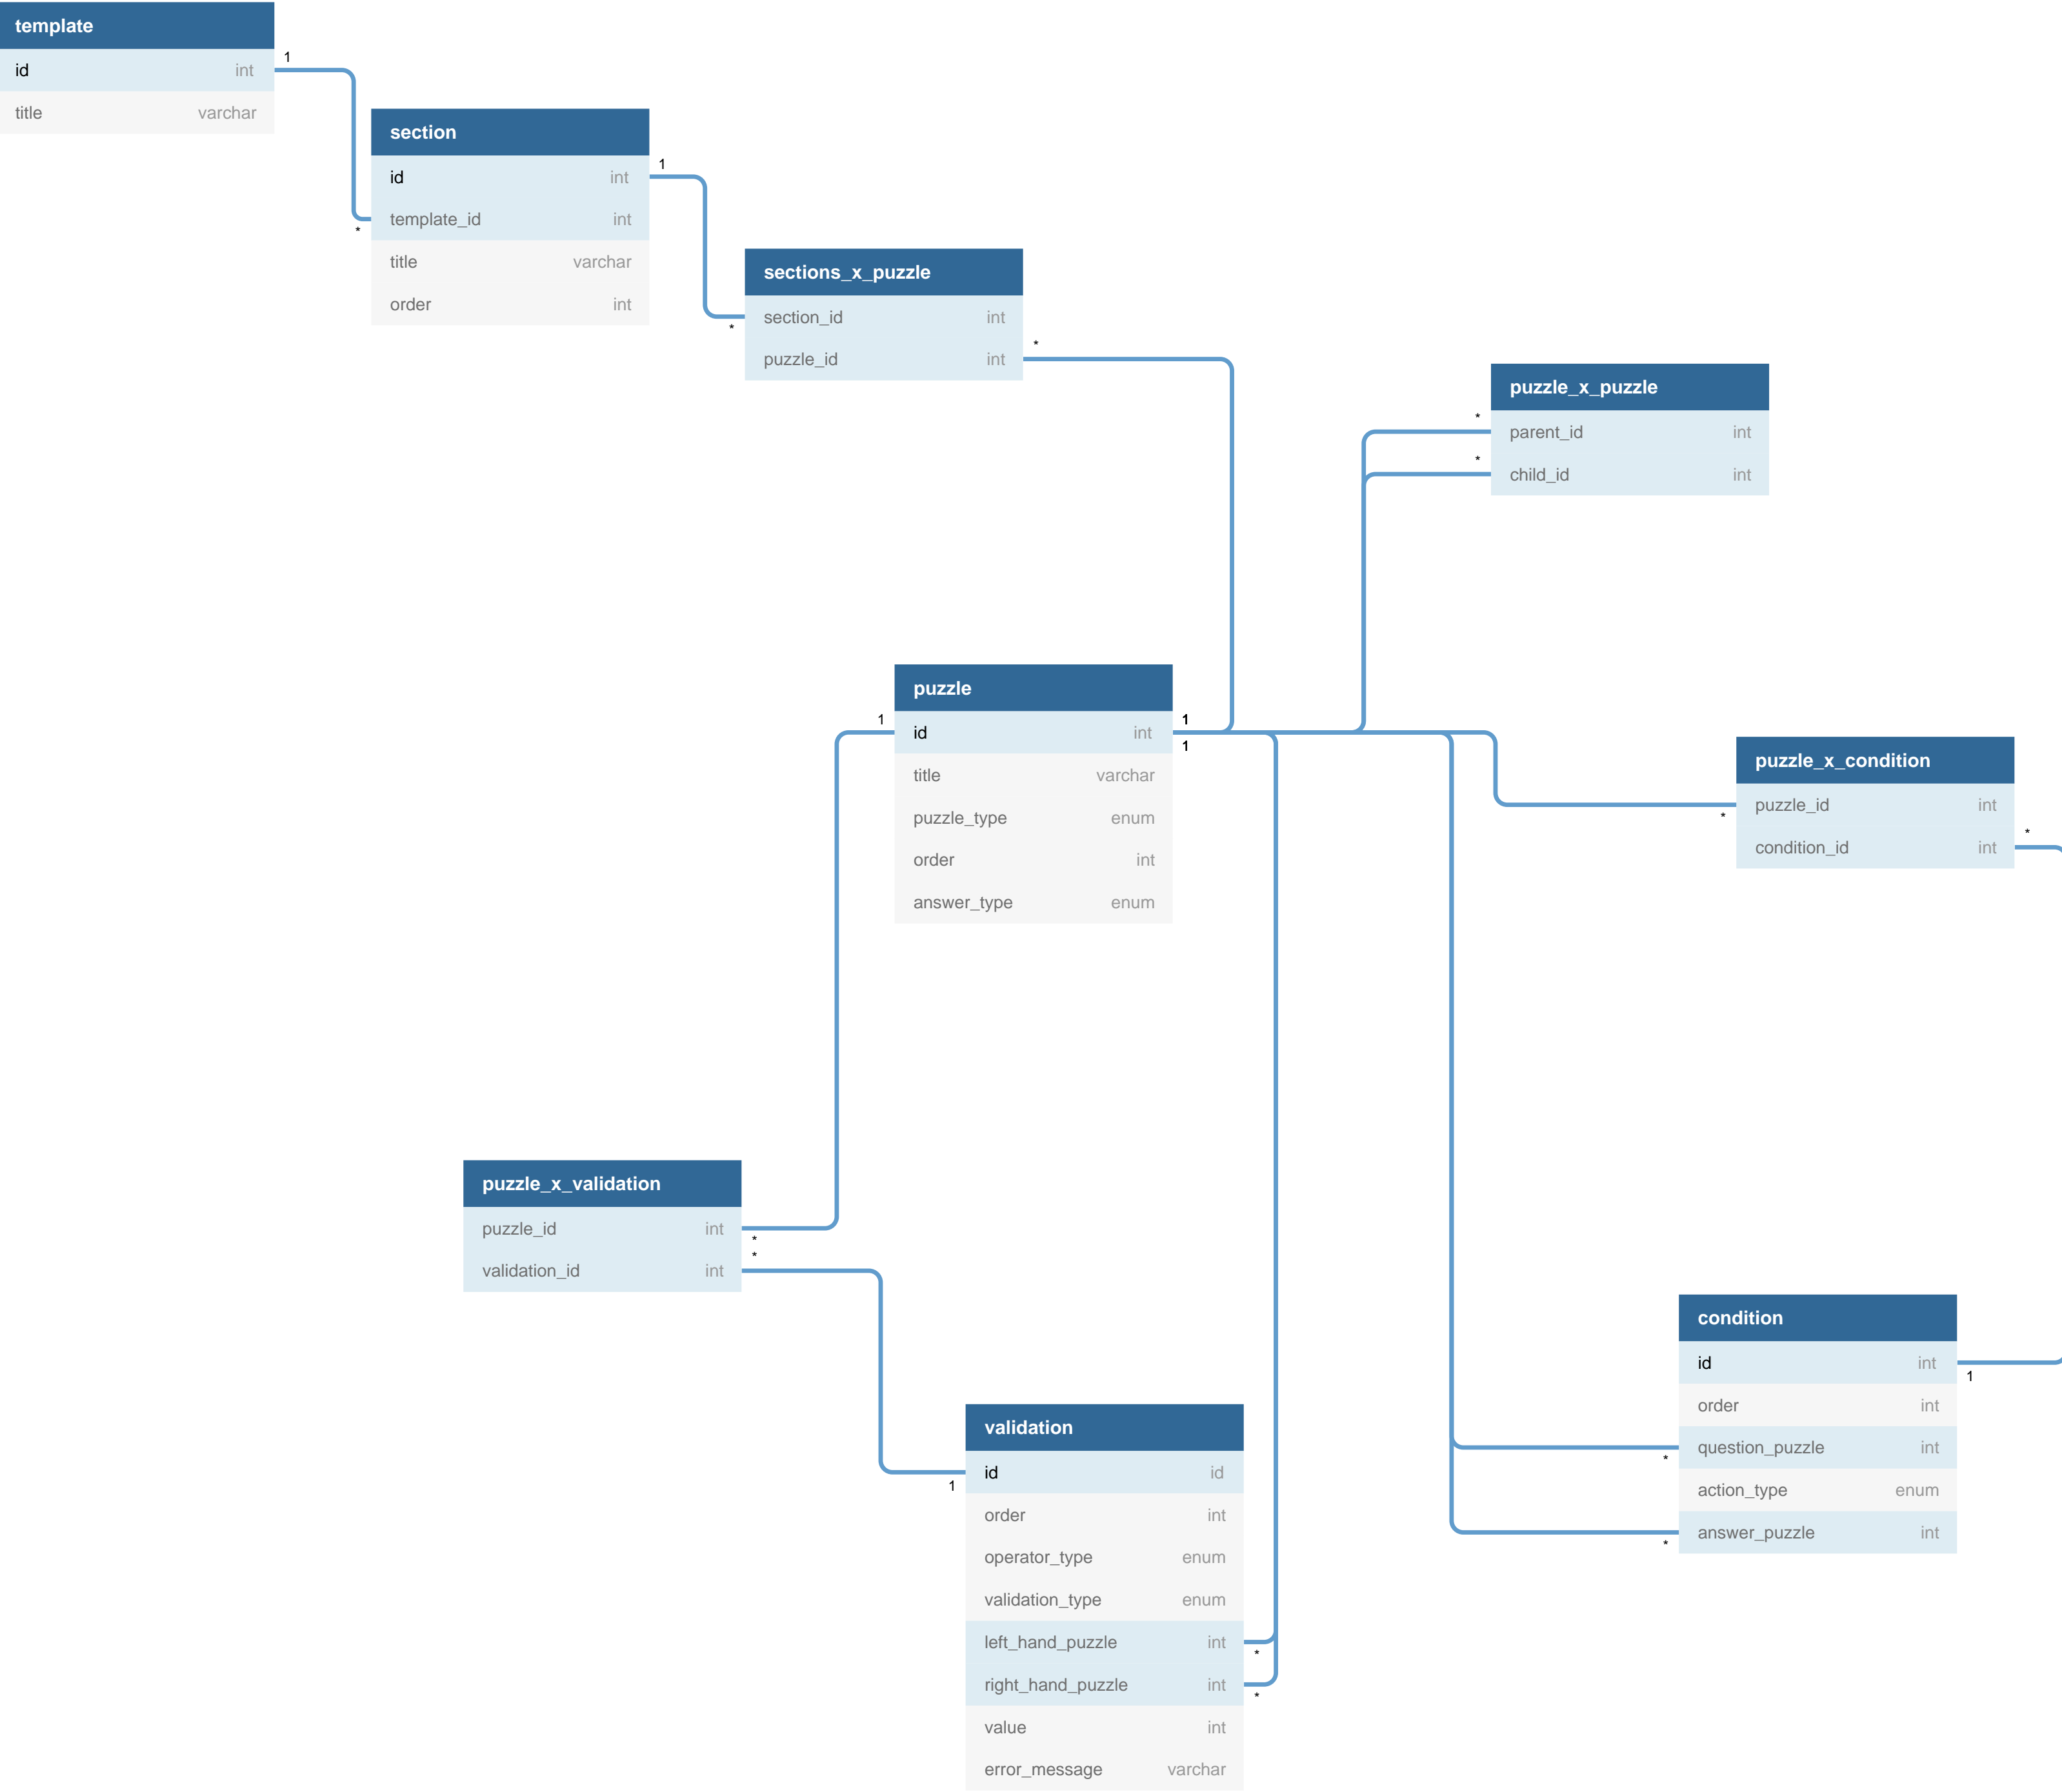 template
id int
title varchar
1
*
section
id int
template_id int
title varchar
order int
1
*
sections_x_puzzle
section_id int
puzzle_id int
*
puzzle_x_puzzle
parent_id int
child_id int
*
*
puzzle
id int
title varchar
puzzle_type enum
order int
answer_type enum
1
1
1
puzzle_x_condition
puzzle_id int
condition_id int
*
*
puzzle_x_validation
puzzle_id int
validation_id int
*
*
condition
id int
order int
question_puzzle int
action_type enum
answer_puzzle int
1
*
*
validation
id id
order int
operator_type enum
validation_type enum
left_hand_puzzle int
right_hand_puzzle int
value int
error_message varchar
1
*
*